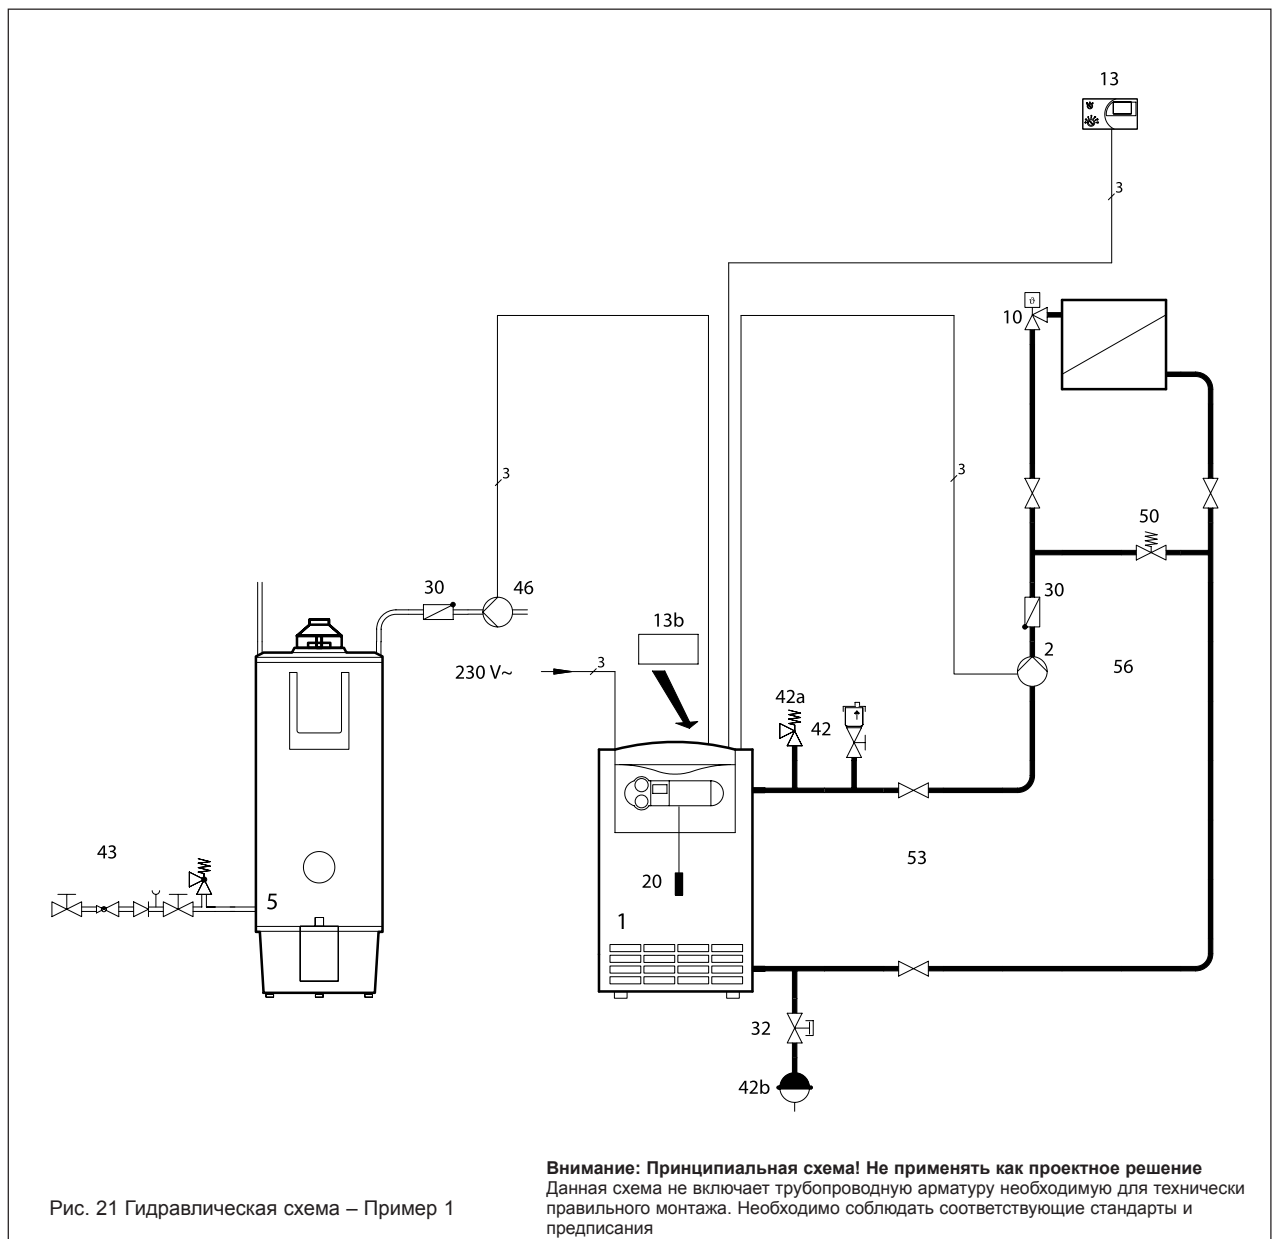 13
3
ϑ
10
3
3
50
30
46
30
13b
2
230 V~
3
56
42a
42
43
53
20
5
1
32
42b
Внимание: Принципиальная схема! Не применять как проектное решение
Данная схема не включает трубопроводную арматуру необходимую для технически
правильного монтажа. Необходимо соблюдать соответствующие стандарты и
предписания
Рис. 21 Гидравлическая схема – Пример 1